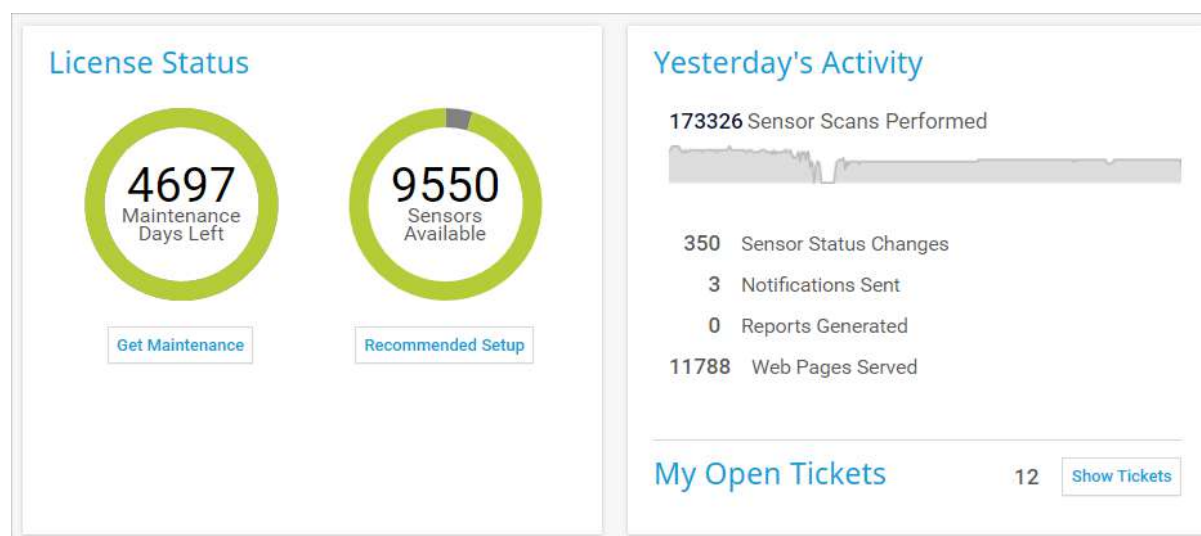 License Status
4697
Maintenance
Days Left
9550
Sensors
Available
Get Maintenance
Recommended Setup
Yesterday's Activity
173326 Sensor Scans Performed
350 Sensor Status Changes
3 Notifications Sent
0 Reports Generated
11788 Web Pages Served
My Open Tickets 12 Show Tickets